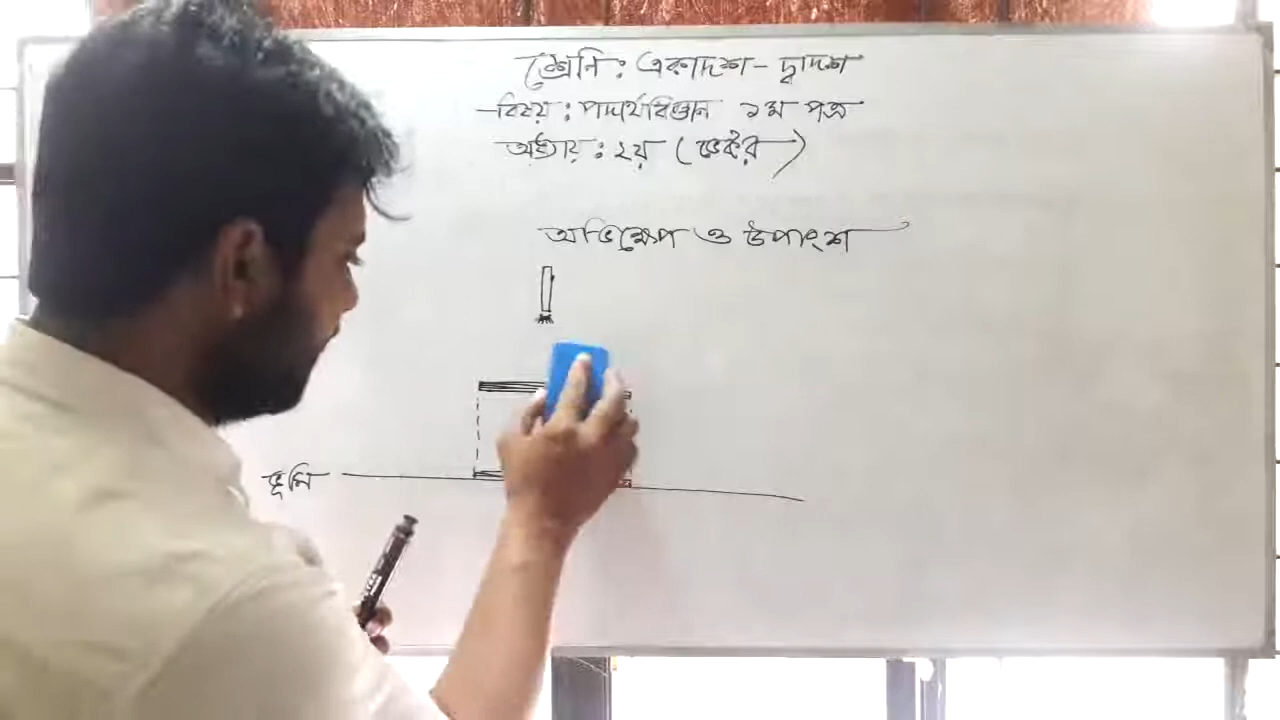 শ্রেণি : একাদশ - দ্বাদশ
বিষয় : পদার্থবিজ্ঞান ১ম পত্র
অধ্যায় : ২য় (ভেক্টর)
অভিক্ষেপ ও উপাংশ
ভূমি